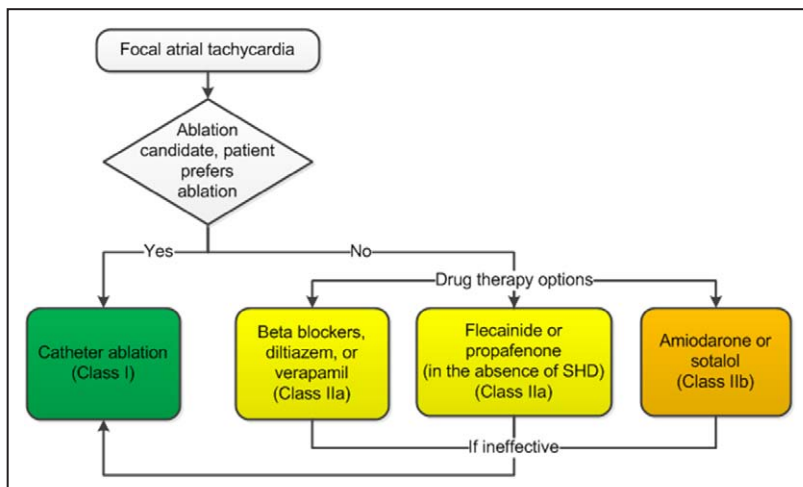 Focal atrial tachycardia
Ablation
candidate, patient
prefers
ablation
Yes
No
Drug therapy options
Catheter ablation
(Class I)
Beta blockers,
diltiazem, or
verapamil
(Class IIa)
Flecainide or
propafenone
(in the absence of SHD)
(Class IIa)
Amiodarone or
sotalol
(Class IIb)
If ineffective